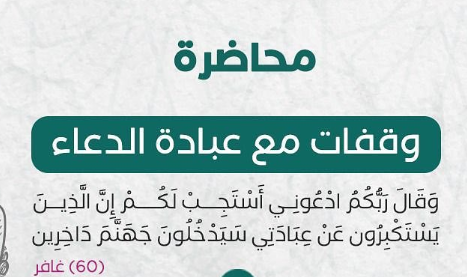 محاضرة
وقفات مع عبادة الدعاء
وَقَالَ رَبُّكُمُ ادْعُونِي أَسْتَجِبْ لَكُمْ إِنَّ الَّذِينَ
يَسْتَكْبِرُونَ عَنْ عِبَادَتِي سَيَدْخُلُونَ جَهَنَّمَ دَاخِرِين
(60) غافر